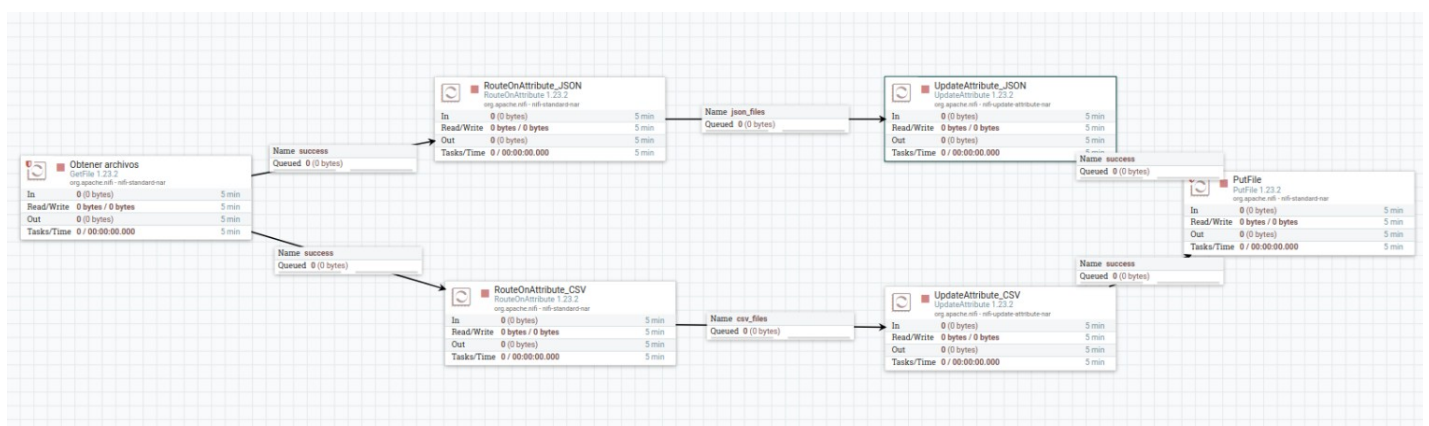 Obtener archivos
GetFile 1.23.2
org.apache.nifi - nifi-standard-nar
In 0 (0 bytes) 5 min
Read/Write 0 bytes / 0 bytes 5 min
Out 0 (0 bytes) 5 min
Tasks/Time 0 / 00:00:00.000 5 min
Name success
Queued 0 (0 bytes)
Name success
Queued 0 (0 bytes)
RouteOnAttribute_JSON
RouteOnAttribute 1.23.2
org.apache.nifi - nifi-standard-nar
In 0 (0 bytes) 5 min
Read/Write 0 bytes / 0 bytes 5 min
Out 0 (0 bytes) 5 min
Tasks/Time 0 / 00:00:00.000 5 min
Name json_files
Queued 0 (0 bytes)
UpdateAttribute_JSON
UpdateAttribute 1.23.2
org.apache.nifi - nifi-update-attribute-nar
In 0 (0 bytes) 5 min
Read/Write 0 bytes / 0 bytes 5 min
Out 0 (0 bytes) 5 min
Tasks/Time 0 / 00:00:00.000 5 min
Name success
Queued 0 (0 bytes)
RouteOnAttribute_CSV
RouteOnAttribute 1.23.2
org.apache.nifi - nifi-standard-nar
In 0 (0 bytes) 5 min
Read/Write 0 bytes / 0 bytes 5 min
Out 0 (0 bytes) 5 min
Tasks/Time 0 / 00:00:00.000 5 min
Name csv_files
Queued 0 (0 bytes)
UpdateAttribute_CSV
UpdateAttribute 1.23.2
org.apache.nifi - nifi-update-attribute-nar
In 0 (0 bytes) 5 min
Read/Write 0 bytes / 0 bytes 5 min
Out 0 (0 bytes) 5 min
Tasks/Time 0 / 00:00:00.000 5 min
Name success
Queued 0 (0 bytes)
PutFile
PutFile 1.23.2
org.apache.nifi - nifi-standard-nar
In 0 (0 bytes) 5 min
Read/Write 0 bytes / 0 bytes 5 min
Out 0 (0 bytes) 5 min
Tasks/Time 0 / 00:00:00.000 5 min